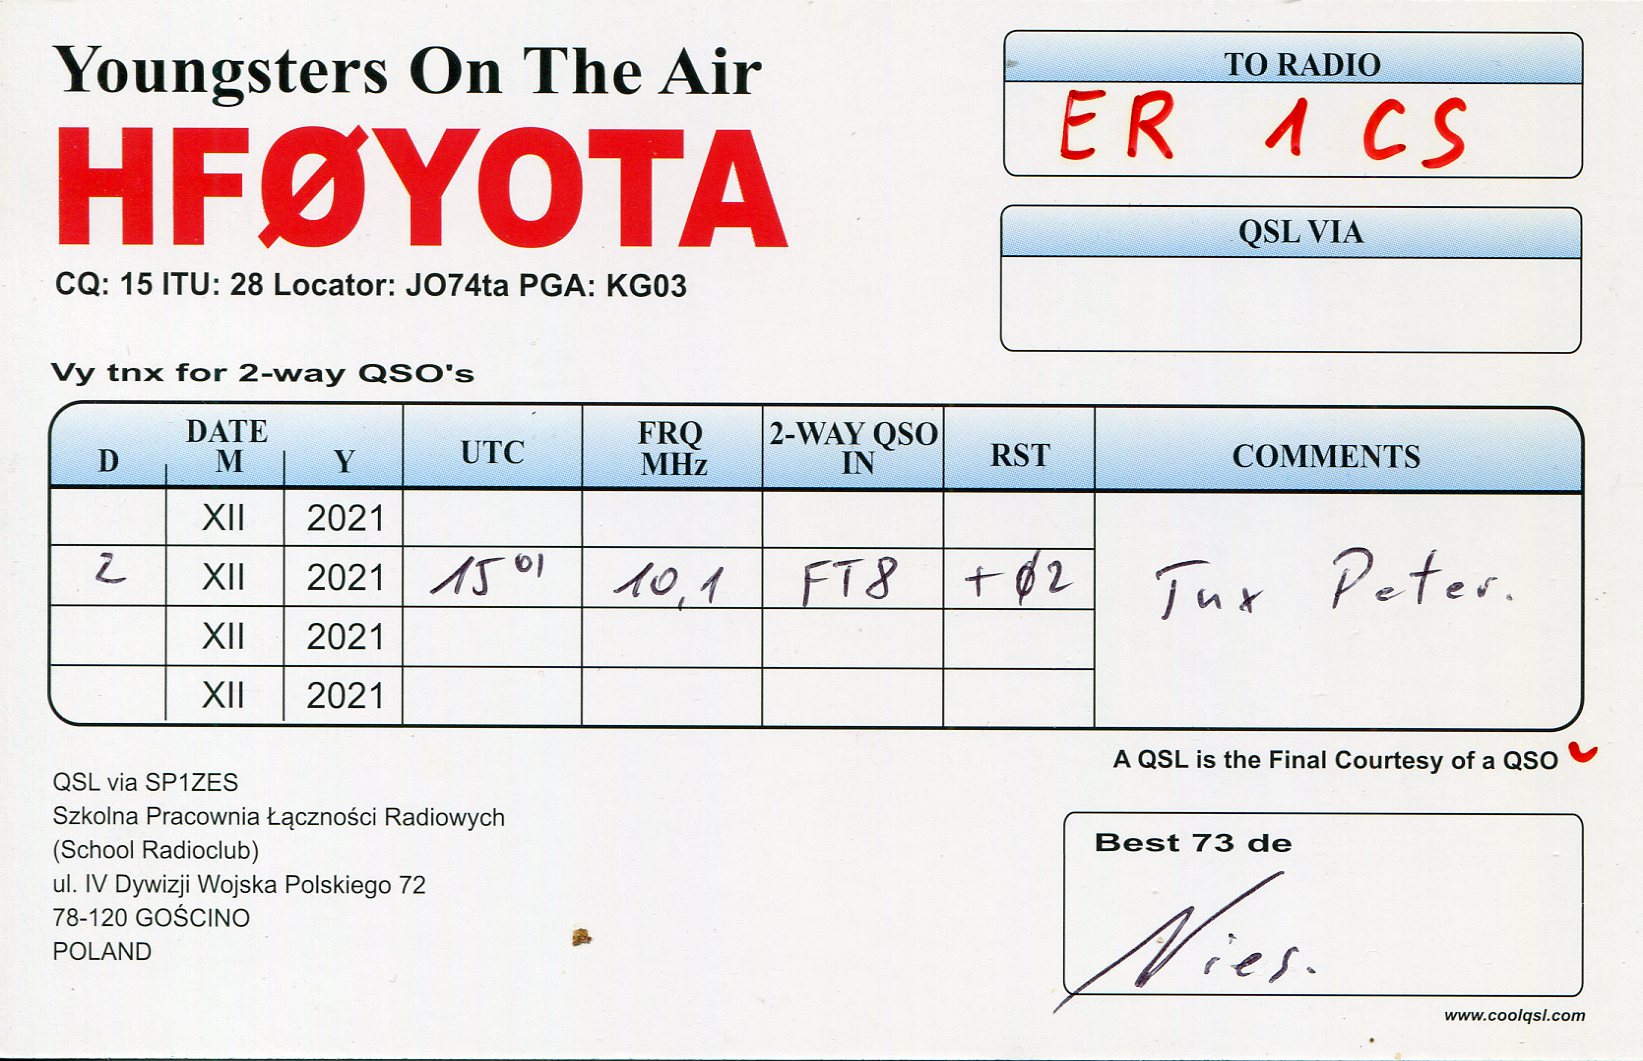 Youngsters On The Air
HFØYOTA
CQ: 15 ITU: 28 Locator: JO74ta PGA: KG03
TO RADIO
ER 1 CS
QSL VIA
Vy tnx for 2-way QSO's
DATE
D M Y
UTC
FRQ
MHz
2-WAY QSO
IN
RST
COMMENTS
XII 2021
2 XII 2021 15 01 10,1 FT8 +Ø2
XII 2021
XII 2021
Tnx Peter.
A QSL is the Final Courtesy of a QSO
QSL via SP1ZES
Szkolna Pracownia Łączności Radiowych
(School Radioclub)
ul. IV Dywizji Wojska Polskiego 72
78-120 GOŚCINO
POLAND
Best 73 de
Nies.
www.coolqsl.com